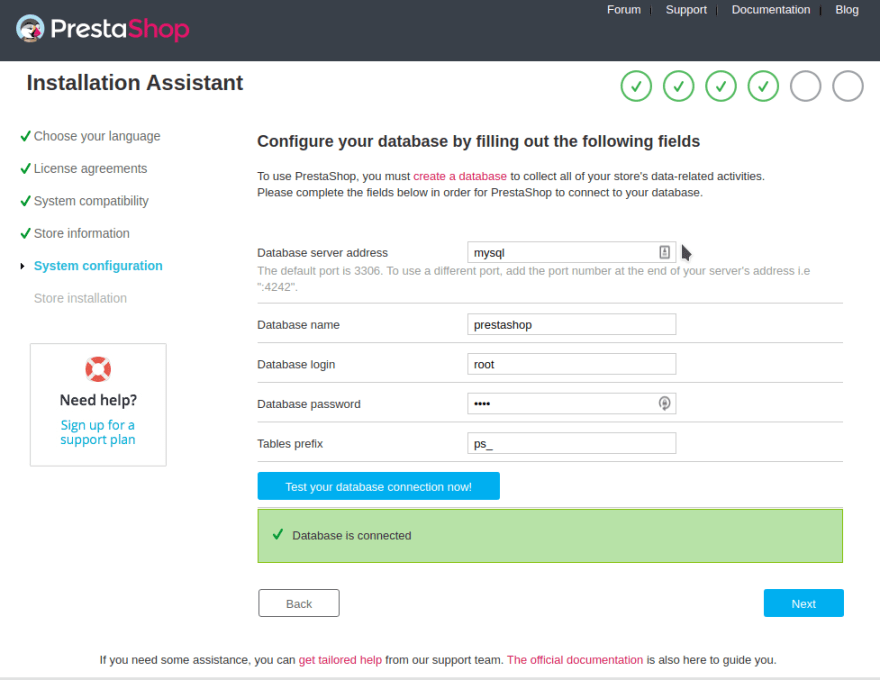 Forum | Support | Documentation | Blog
PrestaShop
Installation Assistant
Choose your language
License agreements
System compatibility
Store information
System configuration
Store installation
Need help?
Sign up for a
support plan
Configure your database by filling out the following fields
To use PrestaShop, you must create a database to collect all of your store's data-related activities.
Please complete the fields below in order for PrestaShop to connect to your database.
Database server address mysql
The default port is 3306. To use a different port, add the port number at the end of your server's address i.e
":4242".
Database name prestashop
Database login root
Database password ••••
Tables prefix ps_
Test your database connection now!
Database is connected
Back Next
If you need some assistance, you can get tailored help from our support team. The official documentation is also here to guide you.